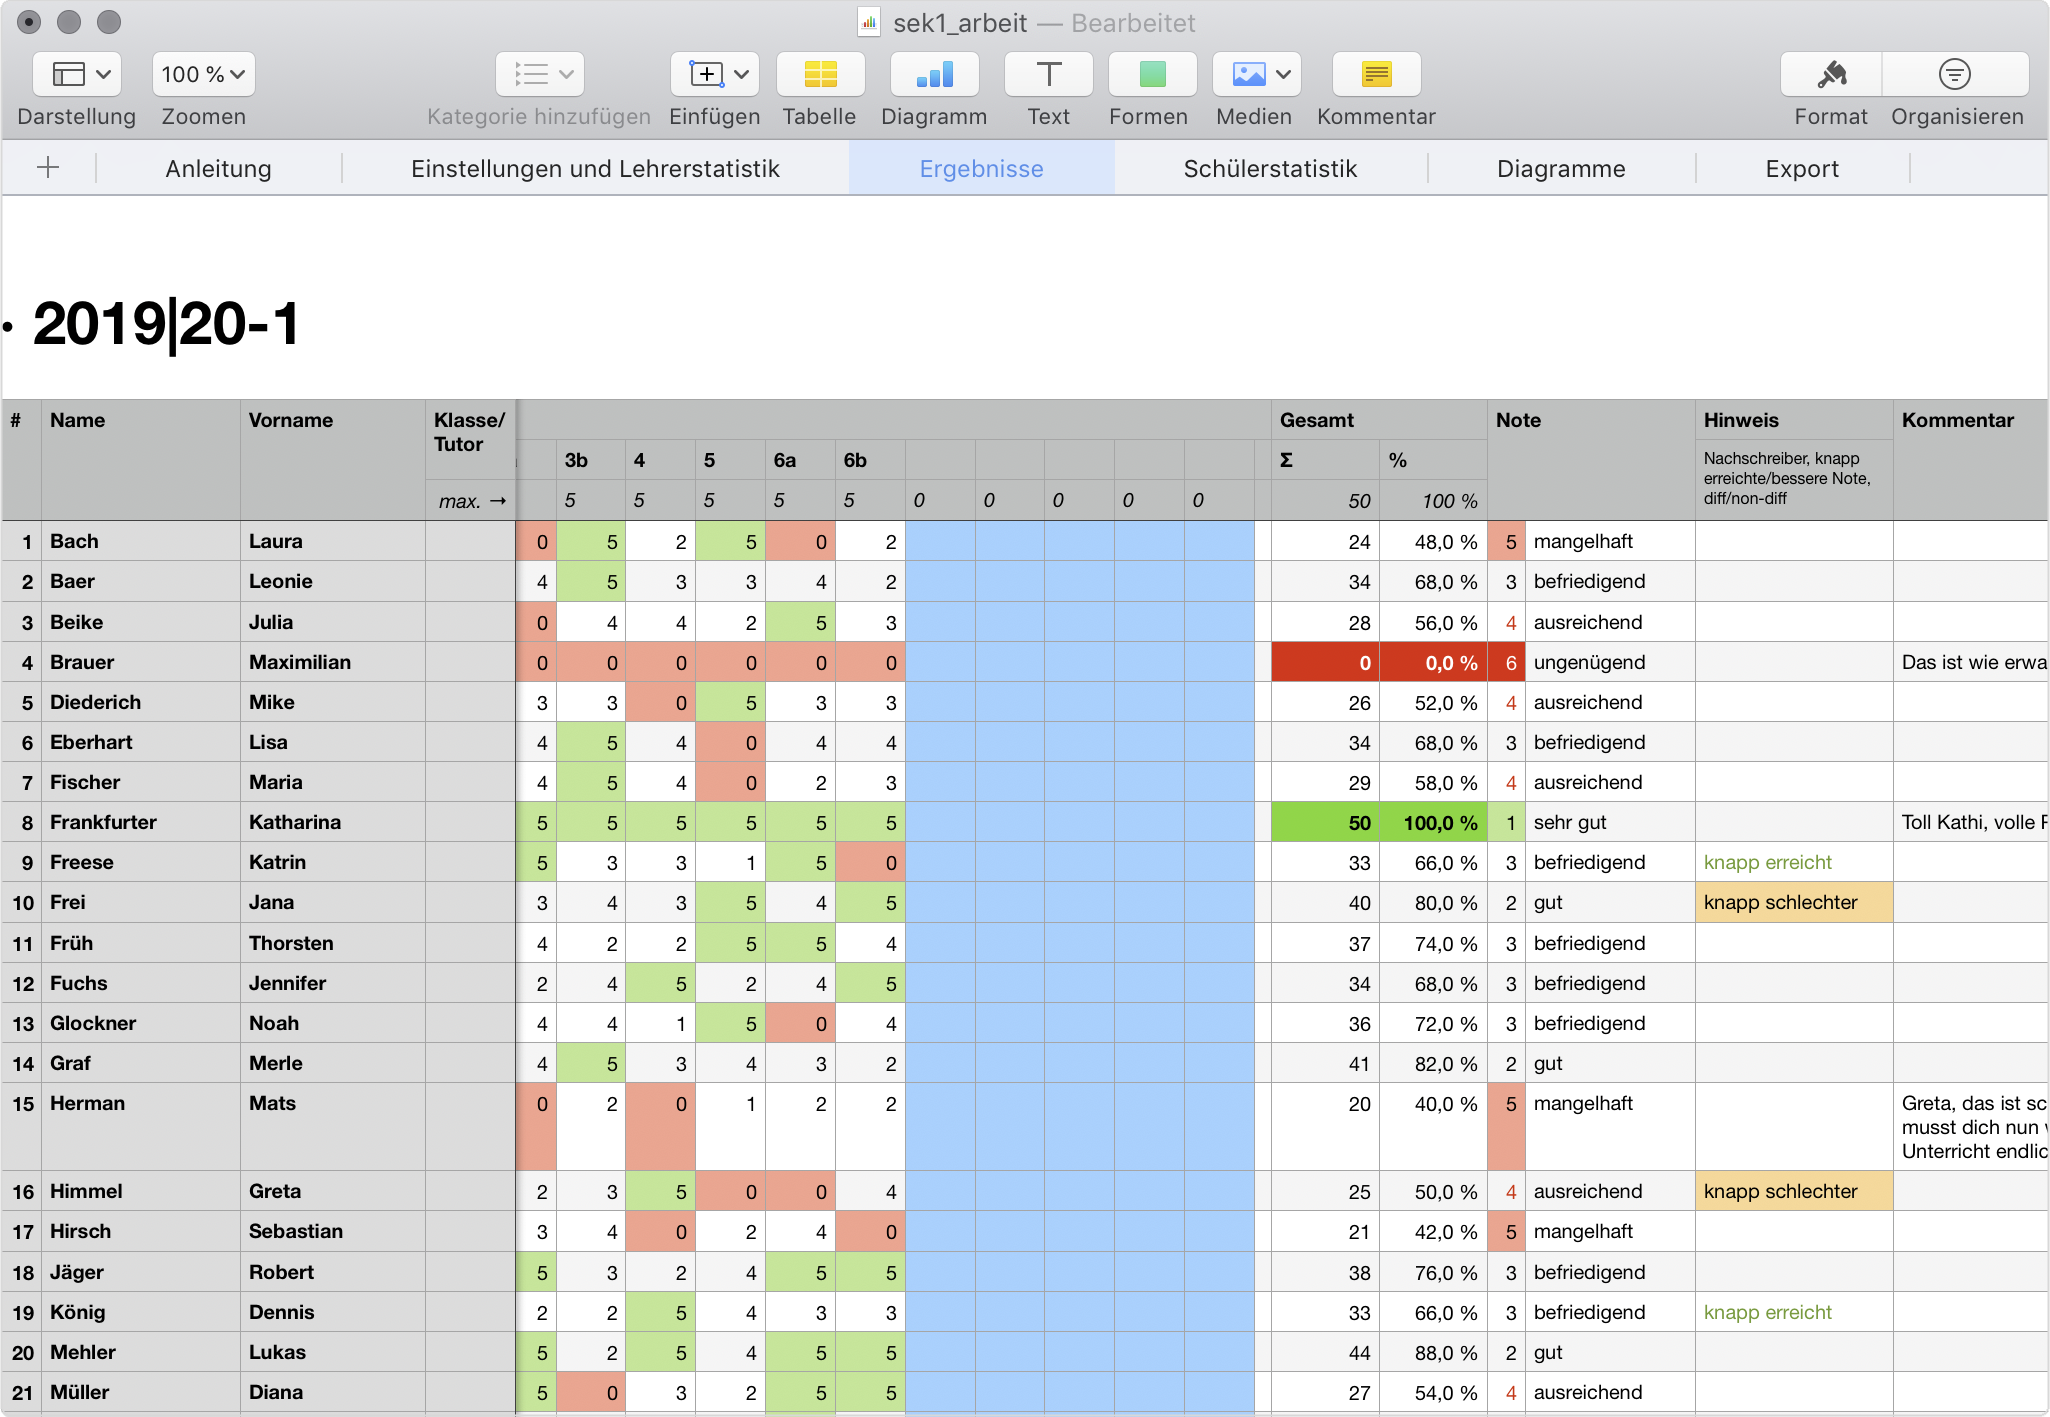 sek1_arbeit — Bearbeitet
100 %
Darstellung Zoomen Kategorie hinzufügen Einfügen Tabelle Diagramm Text Formen Medien Kommentar Format Organisieren
Anleitung Einstellungen und Lehrerstatistik Ergebnisse Schülerstatistik Diagramme Export
· 2019|20-1
# Name Vorname Klasse/ Gesamt Note Hinweis Kommentar
Tutor
3b 4 5 6a 6b Σ % Nachschreiber, knapp
erreichte/bessere Note,
diff/non-diff
max. → 5 5 5 5 5 0 0 0 0 0 50 100 %
1 Bach Laura 0 5 2 5 0 2 24 48,0 % 5 mangelhaft
2 Baer Leonie 4 5 3 3 4 2 34 68,0 % 3 befriedigend
3 Beike Julia 0 4 4 2 5 3 28 56,0 % 4 ausreichend
4 Brauer Maximilian 0 0 0 0 0 0 0 0,0 % 6 ungenügend Das ist wie erwa
5 Diederich Mike 3 3 0 5 3 3 26 52,0 % 4 ausreichend
6 Eberhart Lisa 4 5 4 0 4 4 34 68,0 % 3 befriedigend
7 Fischer Maria 4 5 4 0 2 3 29 58,0 % 4 ausreichend
8 Frankfurter Katharina 5 5 5 5 5 5 50 100,0 % 1 sehr gut Toll Kathi, volle
9 Freese Katrin 5 3 3 1 5 0 33 66,0 % 3 befriedigend knapp erreicht
10 Frei Jana 3 4 3 5 4 5 40 80,0 % 2 gut knapp schlechter
11 Früh Thorsten 4 2 2 5 5 4 37 74,0 % 3 befriedigend
12 Fuchs Jennifer 2 4 5 2 4 5 34 68,0 % 3 befriedigend
13 Glockner Noah 4 4 1 5 0 4 36 72,0 % 3 befriedigend
14 Graf Merle 4 5 3 4 3 2 41 82,0 % 2 gut
15 Herman Mats 0 2 0 1 2 2 20 40,0 % 5 mangelhaft Greta, das ist sc
musst dich nun
Unterricht endlic
16 Himmel Greta 2 3 5 0 0 4 25 50,0 % 4 ausreichend knapp schlechter
17 Hirsch Sebastian 3 4 0 2 4 0 21 42,0 % 5 mangelhaft
18 Jäger Robert 5 3 2 4 5 5 38 76,0 % 3 befriedigend
19 König Dennis 2 2 5 4 3 3 33 66,0 % 3 befriedigend knapp erreicht
20 Mehler Lukas 5 2 5 4 5 5 44 88,0 % 2 gut
21 Müller Diana 5 0 3 2 5 5 27 54,0 % 4 ausreichend